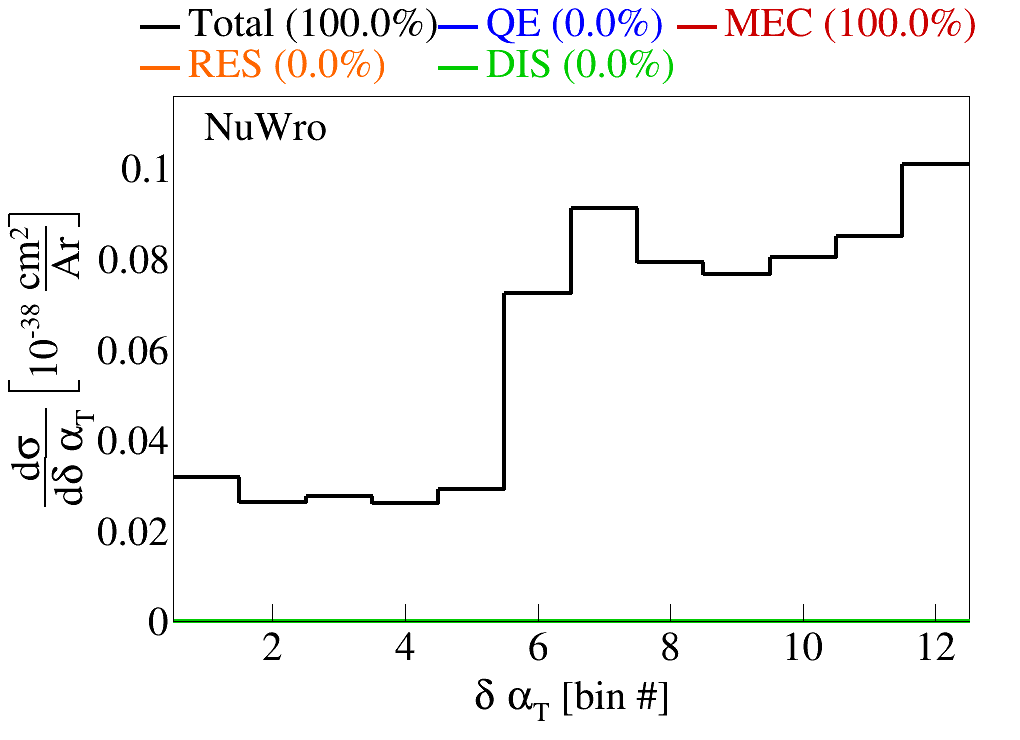 Total (100.0%) QE (0.0%) MEC (100.0%)
RES (0.0%) DIS (0.0%)
NuWro
0.1
0.08
0.06
0.04
0.02
0
2 4 6 8 10 12
δ α_T [bin #]
dσ/dδ α_T [10^-38 cm^2/Ar]